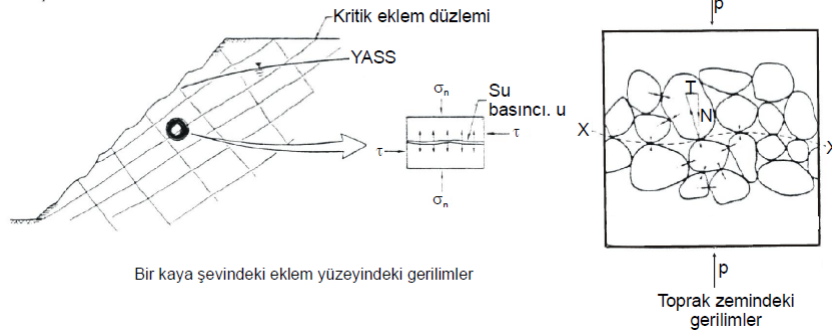 Kritik eklem düzlemi
YASS
σn
Su
basıncı. u
τ
τ
σn
Bir kaya şevindeki eklem yüzeyindeki gerilimler
p
T
N
X
X
p
Toprak zemindeki
gerilimler